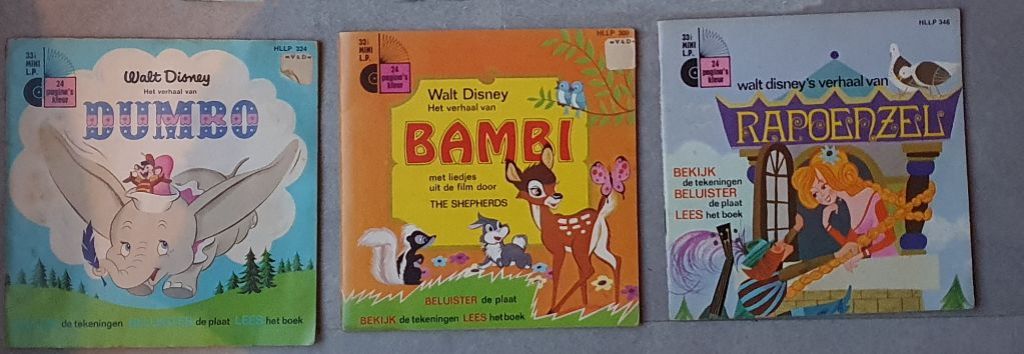 33⅓
MINI
L.P.
24
pagina's
kleur
HLLP 324
Walt Disney
Het verhaal van
DUMBO
de tekeningen BELUISTER de plaat LEES het boek
33⅓
MINI
L.P.
24
pagina's
kleur
HLLP 309
Walt Disney
Het verhaal van
BAMBI
met liedjes
uit de film door
THE SHEPHERDS
BELUISTER de plaat
BEKIJK de tekeningen LEES het boek
33⅓
MINI
L.P.
24
pagina's
kleur
HLLP 346
walt disney's verhaal van
RAPOENZEL
BEKIJK
de tekeningen
BELUISTER
de plaat
LEES het boek